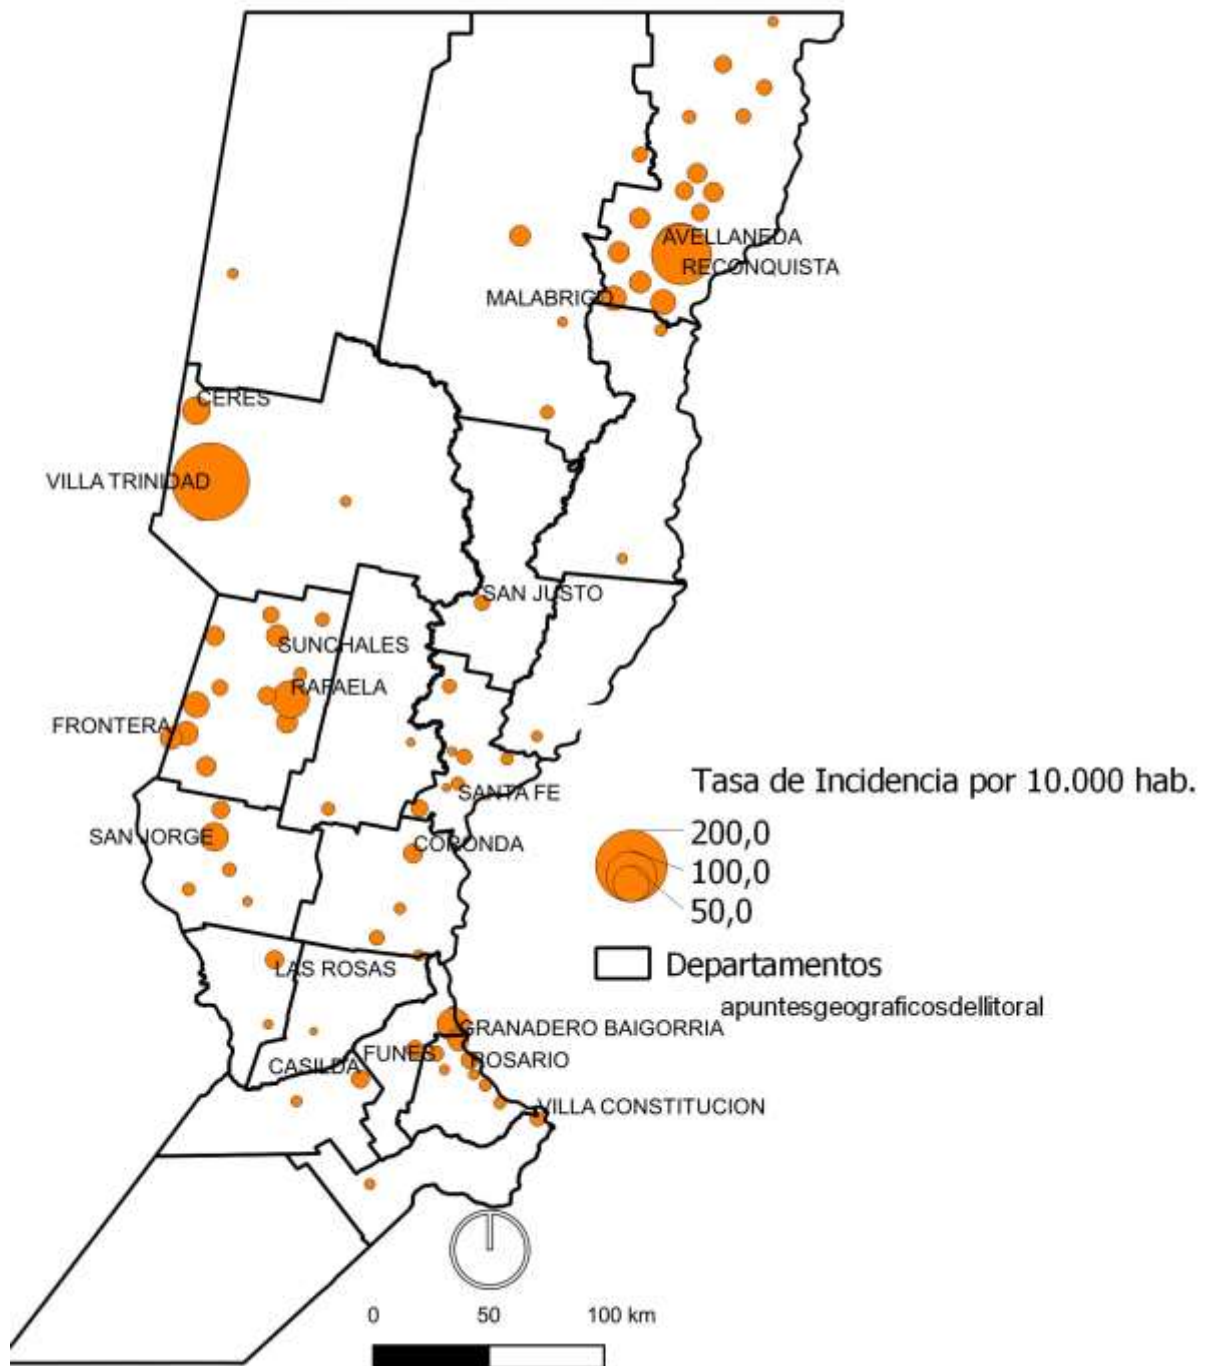 AVELLANEDA
RECONQUISTA
MALABRIGO
CERES
VILLA TRINIDAD
SAN JUSTO
SUNCHALES
RAFAELA
FRONTERA
Tasa de Incidencia por 10.000 hab.
SANTA FE
200,0
SAN JORGE
CORONDA
100,0
50,0
Departamentos
LAS ROSAS
apuntesgeograficosdellitoral
GRANADERO BAIGORRIA
FUNES
ROSARIO
CASILDA
VILLA CONSTITUCION
0 50 100 km